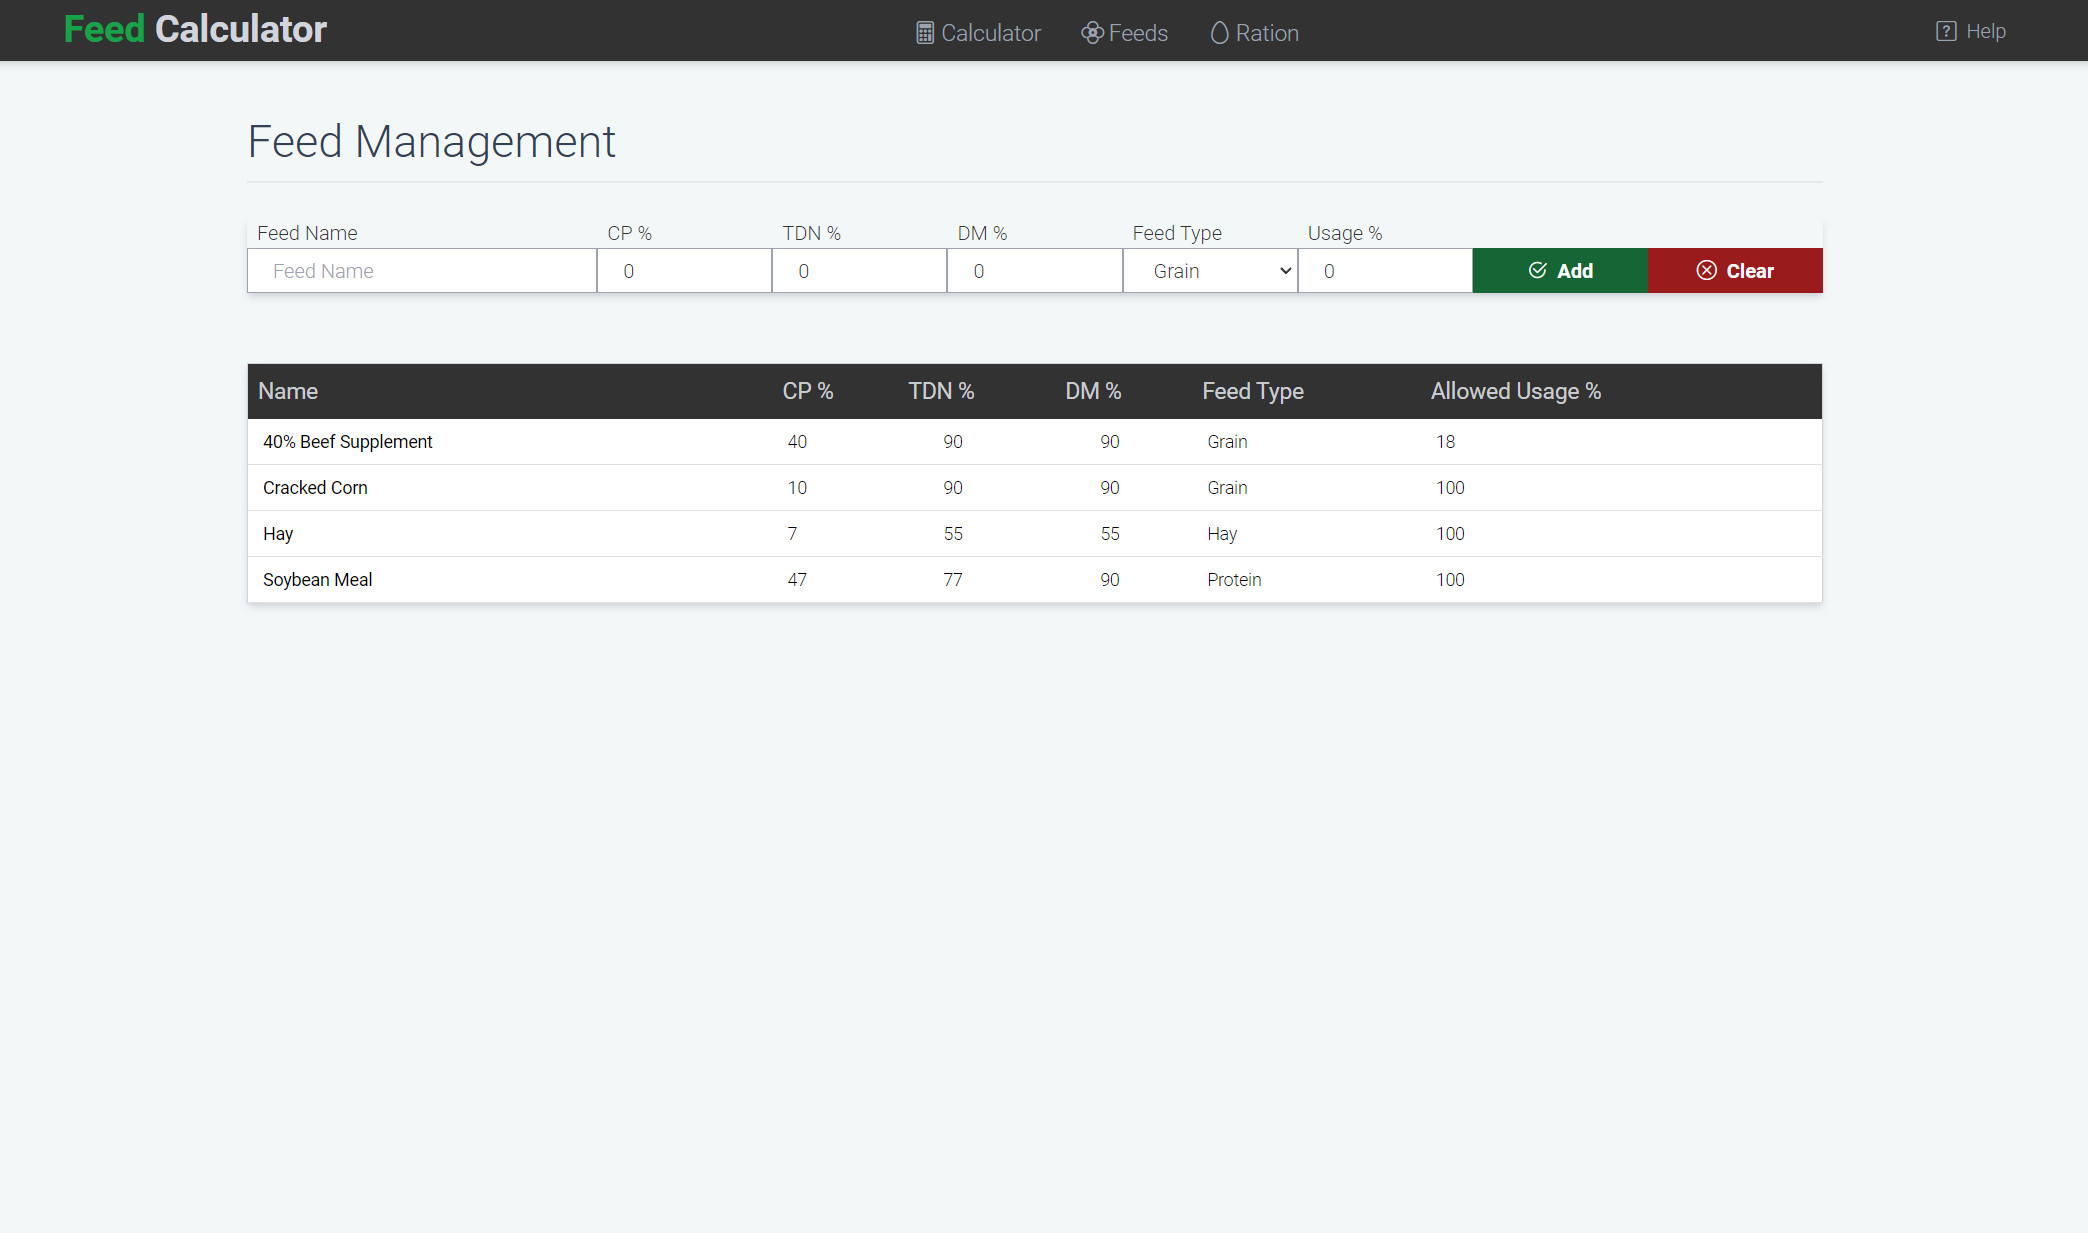 Feed Calculator Calculator Feeds Ration Help
Feed Management
Feed Name CP % TDN % DM % Feed Type Usage %
Feed Name 0 0 0 Grain 0 Add Clear
Name CP % TDN % DM % Feed Type Allowed Usage %
40% Beef Supplement 40 90 90 Grain 18
Cracked Corn 10 90 90 Grain 100
Hay 7 55 55 Hay 100
Soybean Meal 47 77 90 Protein 100